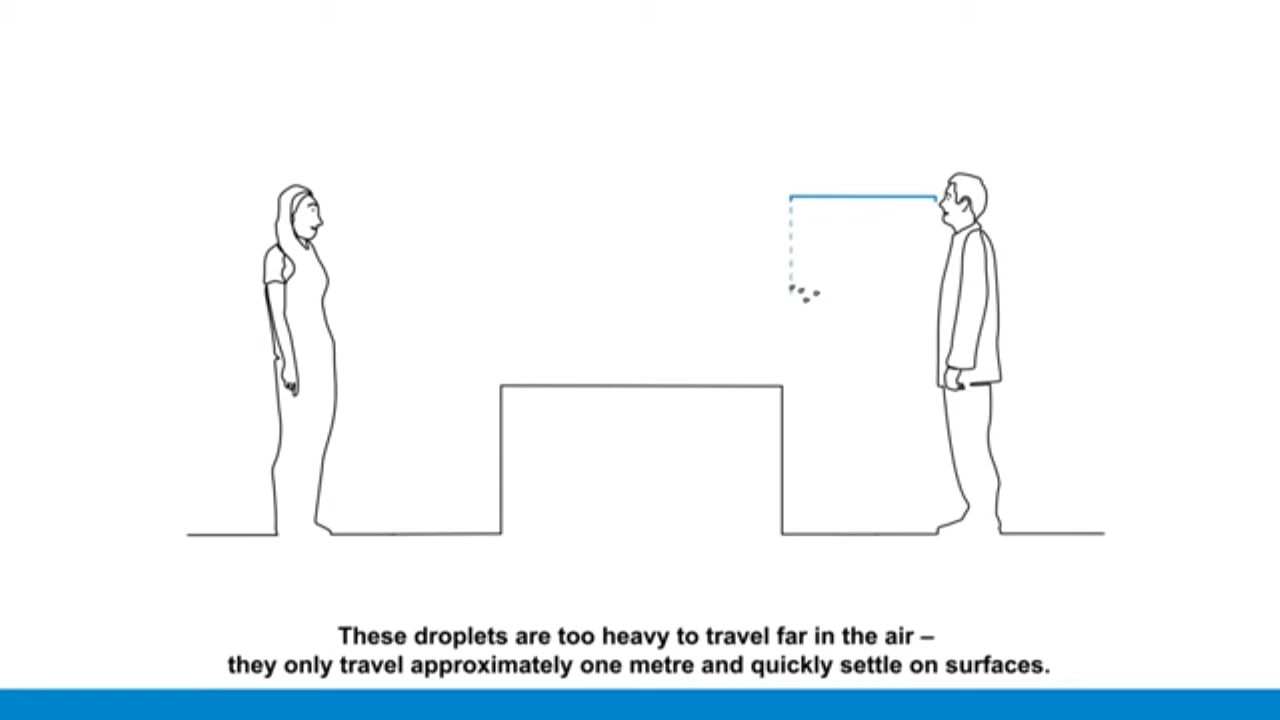 These droplets are too heavy to travel far in the air –
they only travel approximately one metre and quickly settle on surfaces.